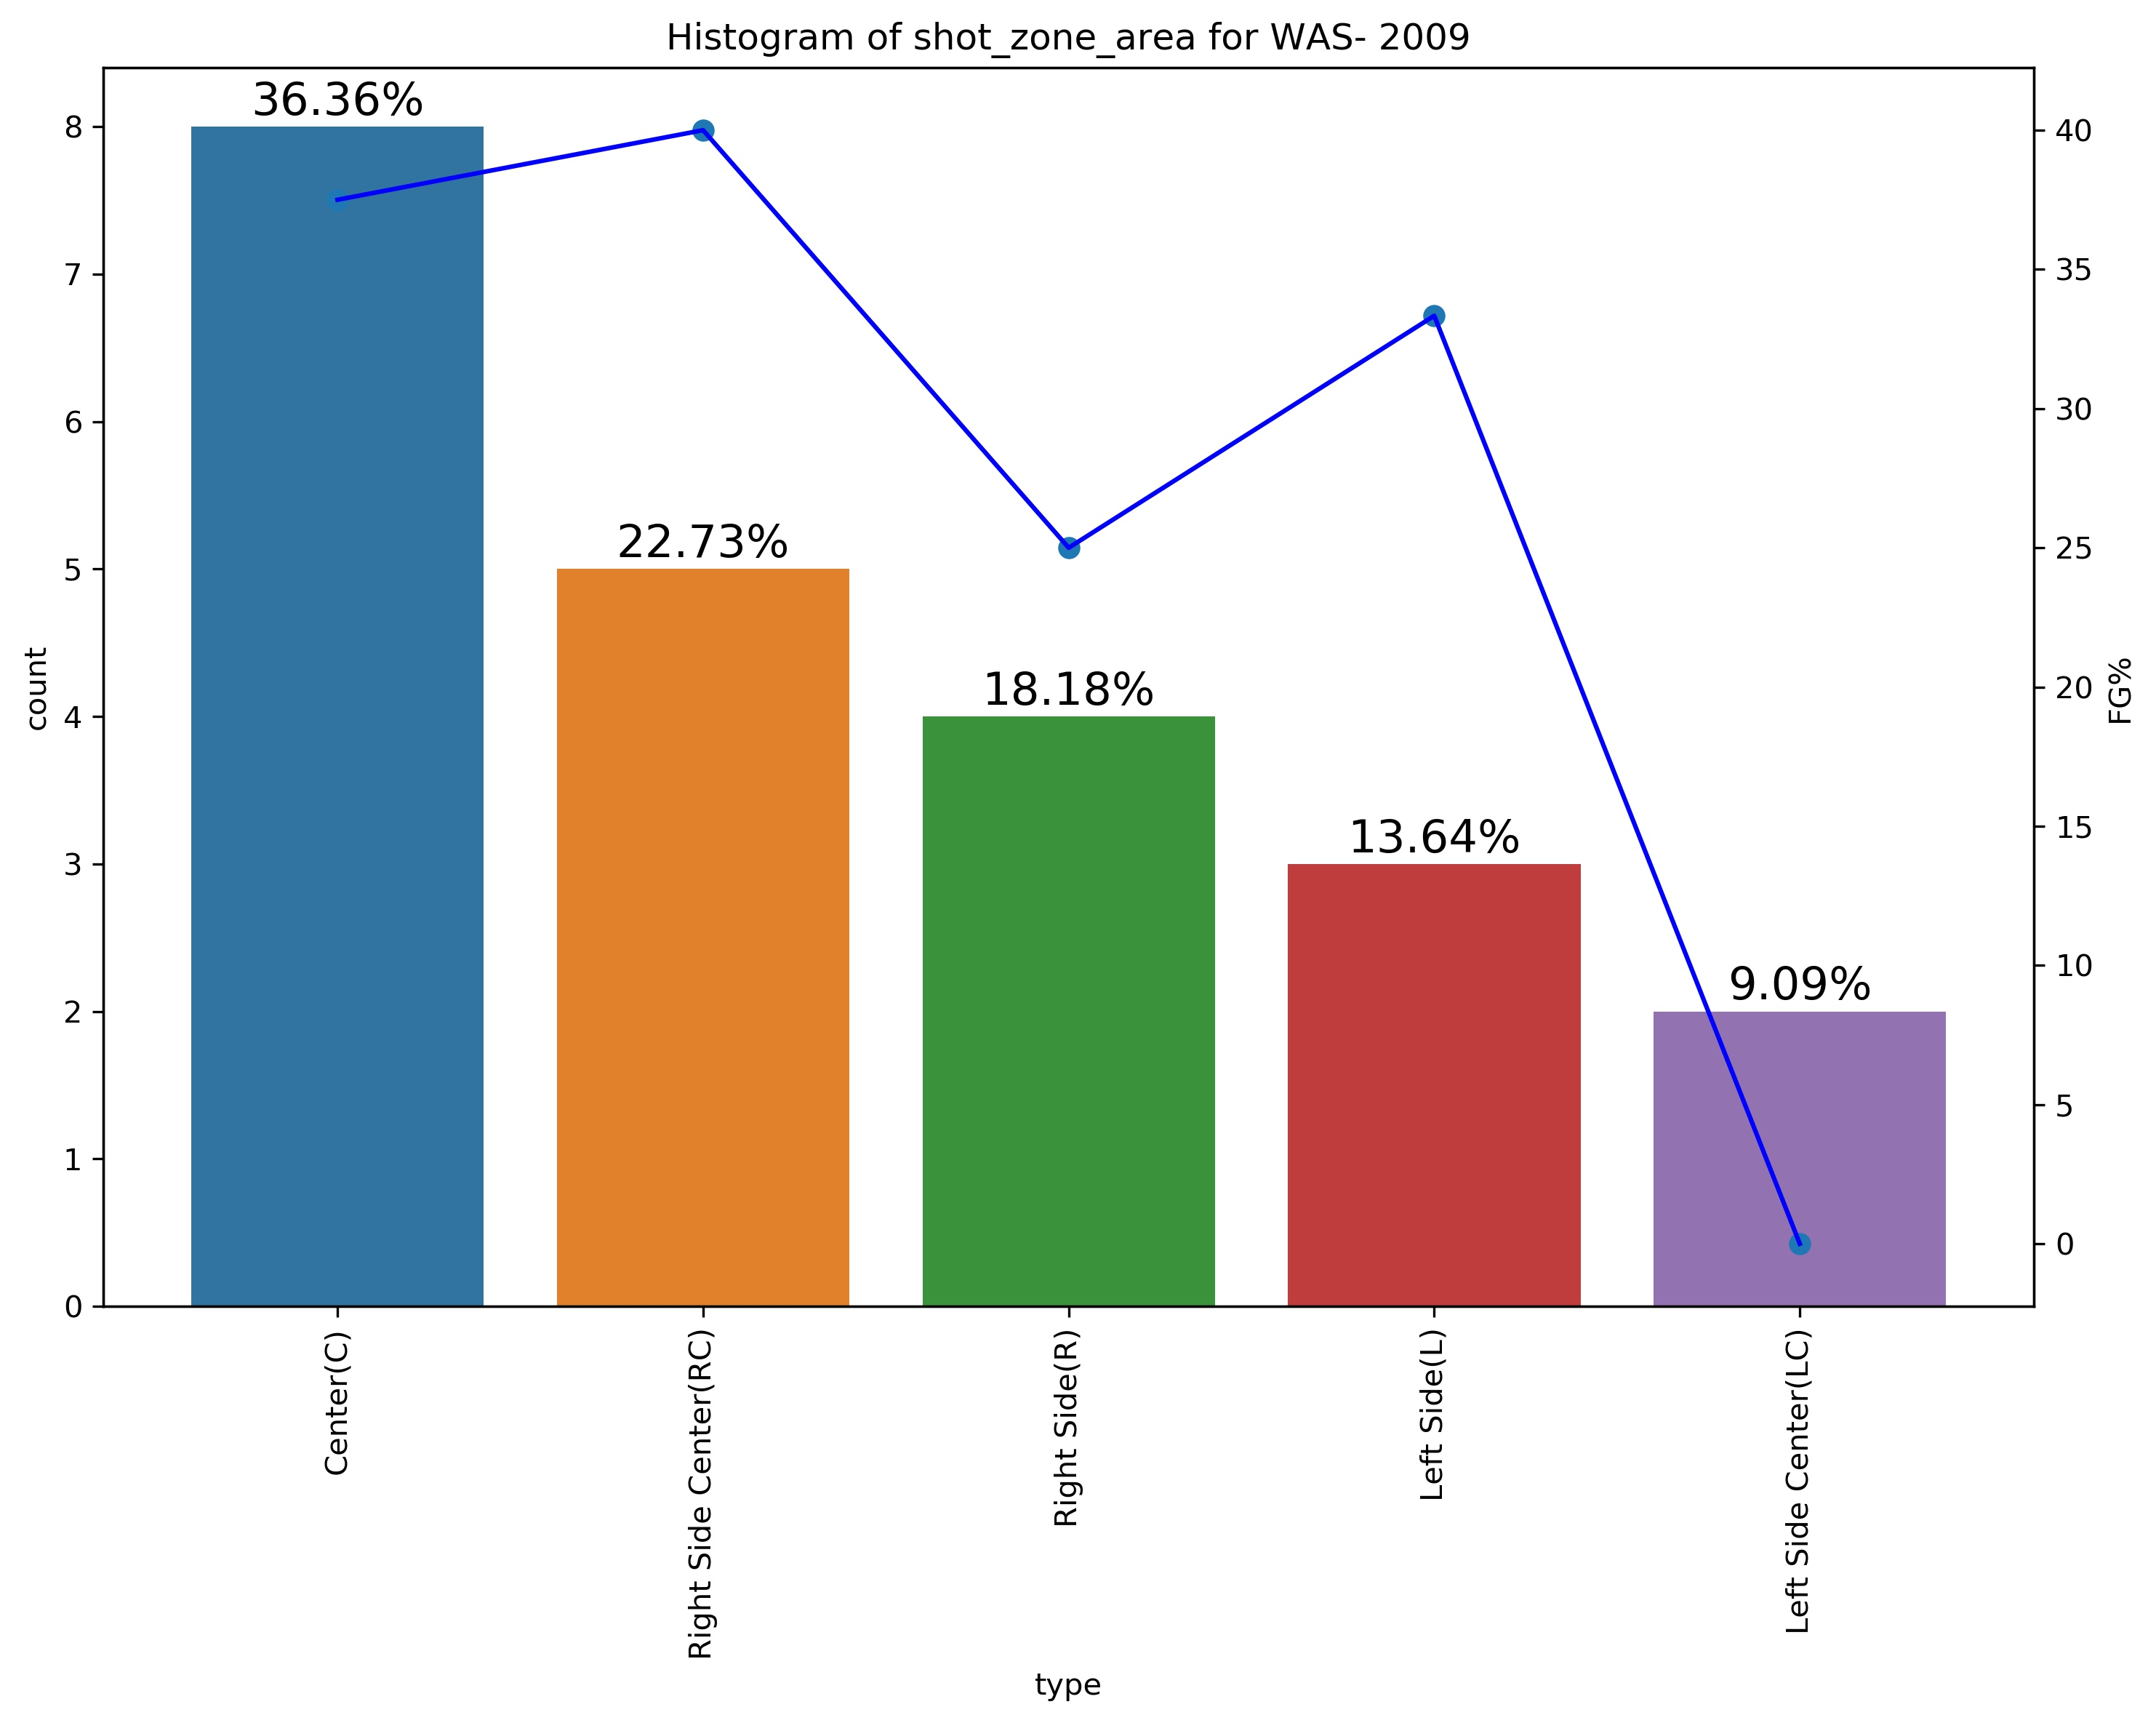 Histogram of shot_zone_area for WAS- 2009
36.36%
22.73%
18.18%
13.64%
9.09%
8
7
6
5
4
3
2
1
0
count
40
35
30
25
20
15
10
5
0
FG%
Center(C)
Right Side Center(RC)
Right Side(R)
Left Side(L)
Left Side Center(LC)
type